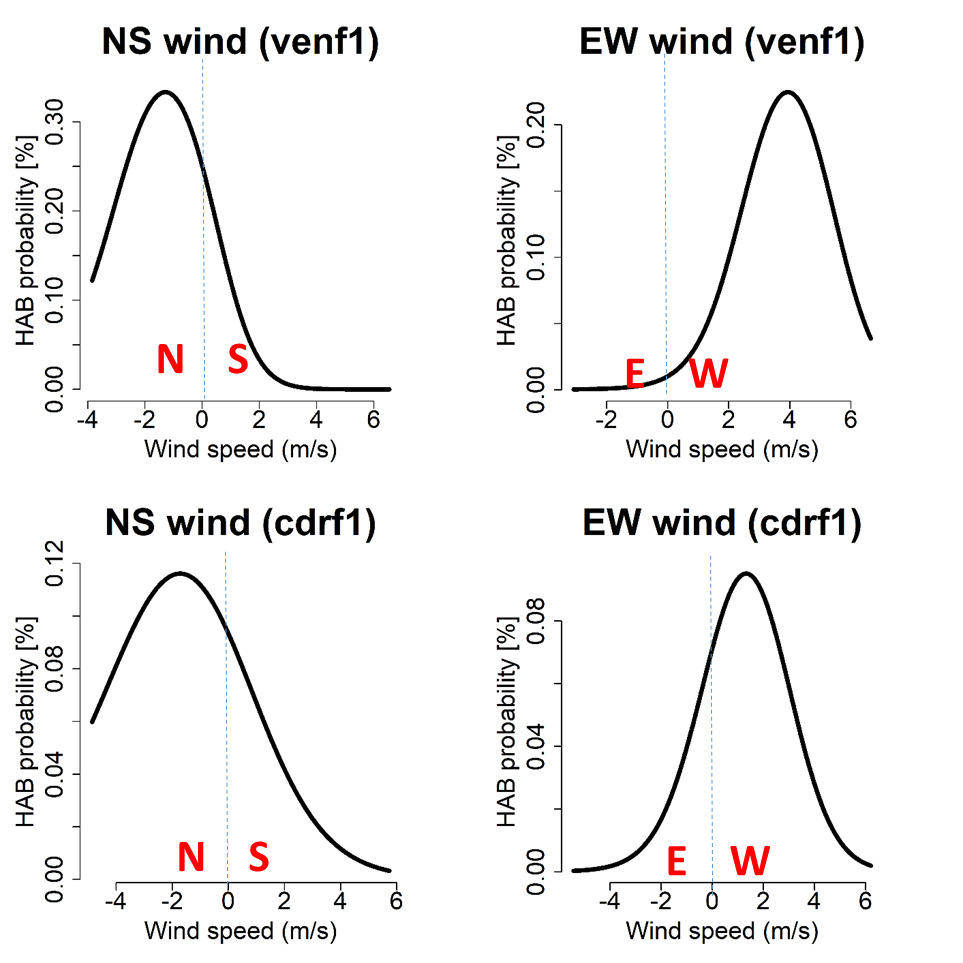 NS wind (venf1)
HAB probability [%]
0.30
0.20
0.10
0.00
N S
-4 -2 0 2 4 6
Wind speed (m/s)
EW wind (venf1)
HAB probability [%]
0.20
0.10
0.00
E W
-2 0 2 4 6
Wind speed (m/s)
NS wind (cdrf1)
HAB probability [%]
0.12
0.08
0.04
0.00
N S
-4 -2 0 2 4 6
Wind speed (m/s)
EW wind (cdrf1)
HAB probability [%]
0.08
0.04
0.00
E W
-4 -2 0 2 4 6
Wind speed (m/s)